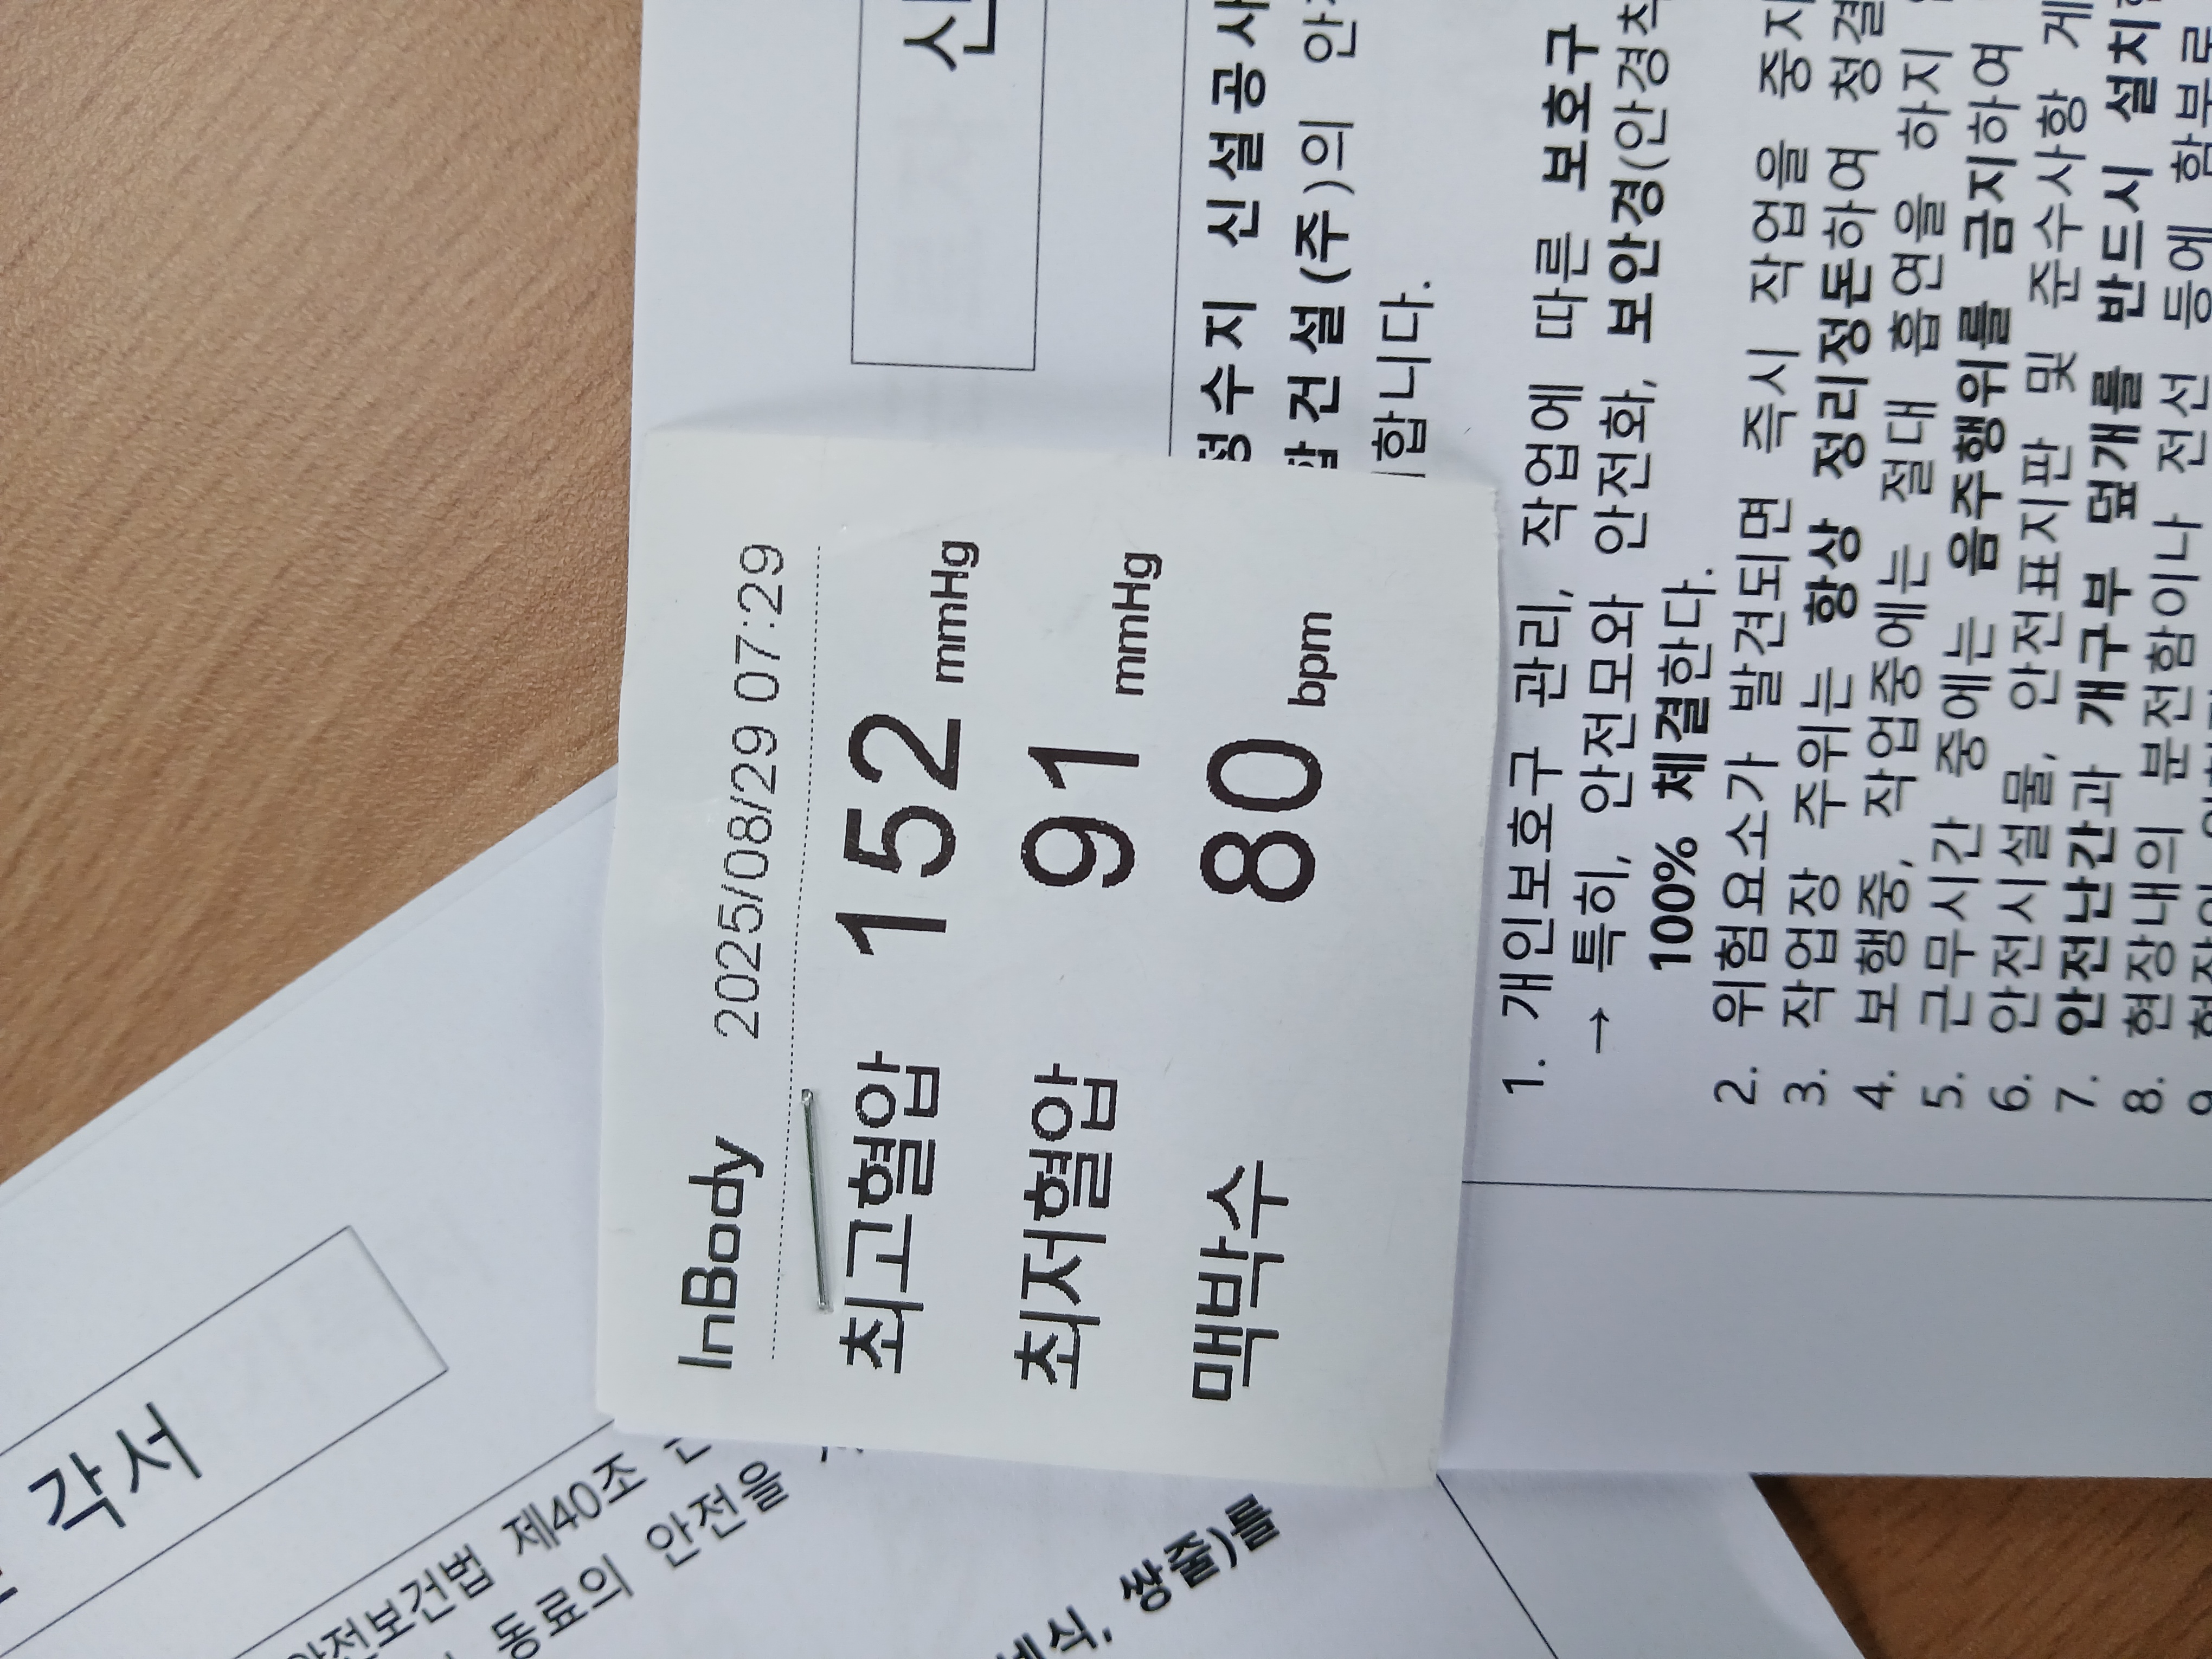 InBody 2025/08/29 07:29
최고혈압 152 mmHg
최저혈압 91 mmHg
맥박수 80 bpm
정수지 신설공사
건설(주)의
합니다.
1. 개인보호구 관리, 작업에 따른 보호구
→ 특히, 안전모와 안전화, 보안경(안경착
100% 체결한다.
2. 위험요소가 발견되면 즉시 작업을 중지
3. 작업장 주위는 항상 정리정돈하여 청결
4. 보행중, 작업중에는 절대 흡연을 하지
5. 근무시간 중에는 음주행위를 금지하여
6. 안전시설물, 안전표지판 및 준수사항 게
7. 안전난간과 개구부 덮개를 반드시 설치
8. 현장내의 분전함이나 전선 등에 함부로
9.
각서
안전보건법 제40조
동료의 안전을
쌍줄)를